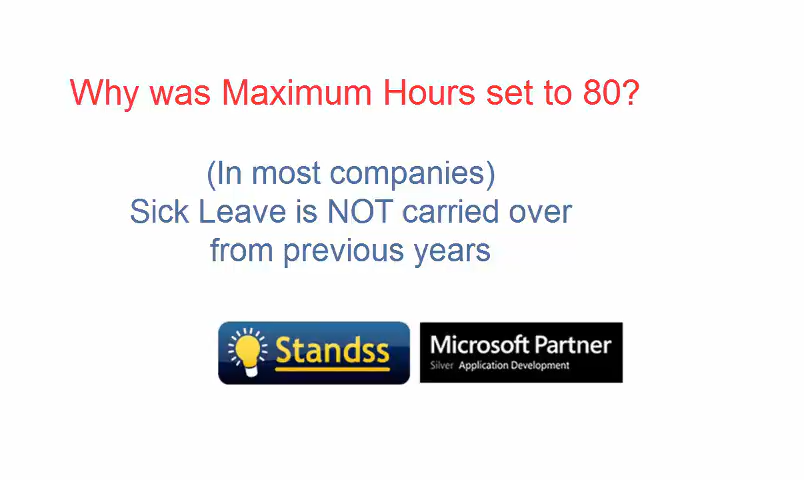 Why was Maximum Hours set to 80?
(In most companies)
Sick Leave is NOT carried over
from previous years
Standss
Microsoft Partner
Silver Application Development